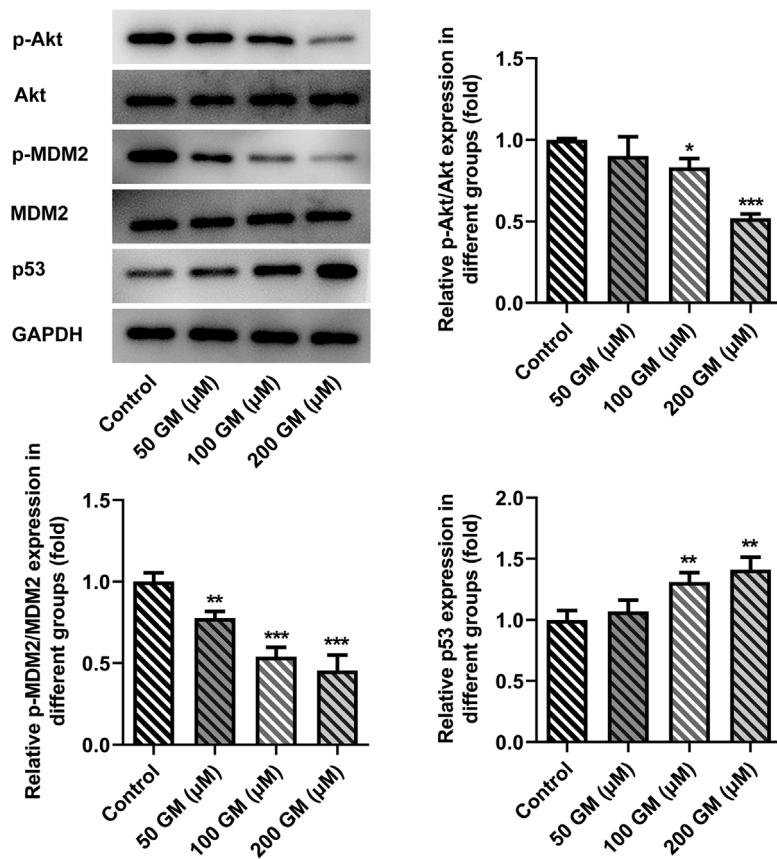 p-Akt
Akt
p-MDM2
MDM2
p53
GAPDH
Control
50 GM (μM)
100 GM (μM)
200 GM (μM)
Relative p-Akt/Akt expression in
different groups (fold)
1.5
1.0
0.5
0.0
*
***
Control
50 GM (μM)
100 GM (μM)
200 GM (μM)
Relative p-MDM2/MDM2 expression in
different groups (fold)
1.5
1.0
0.5
0.0
**
***
***
Control
50 GM (μM)
100 GM (μM)
200 GM (μM)
Relative p53 expression in
different groups (fold)
2.0
1.5
1.0
0.5
0.0
**
**
Control
50 GM (μM)
100 GM (μM)
200 GM (μM)